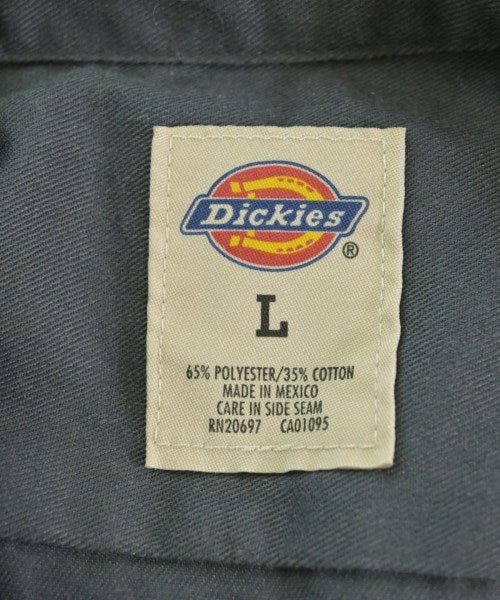 Dickies
®
L
65% POLYESTER/35% COTTON
MADE IN MEXICO
CARE IN SIDE SEAM
RN20697 CA01095